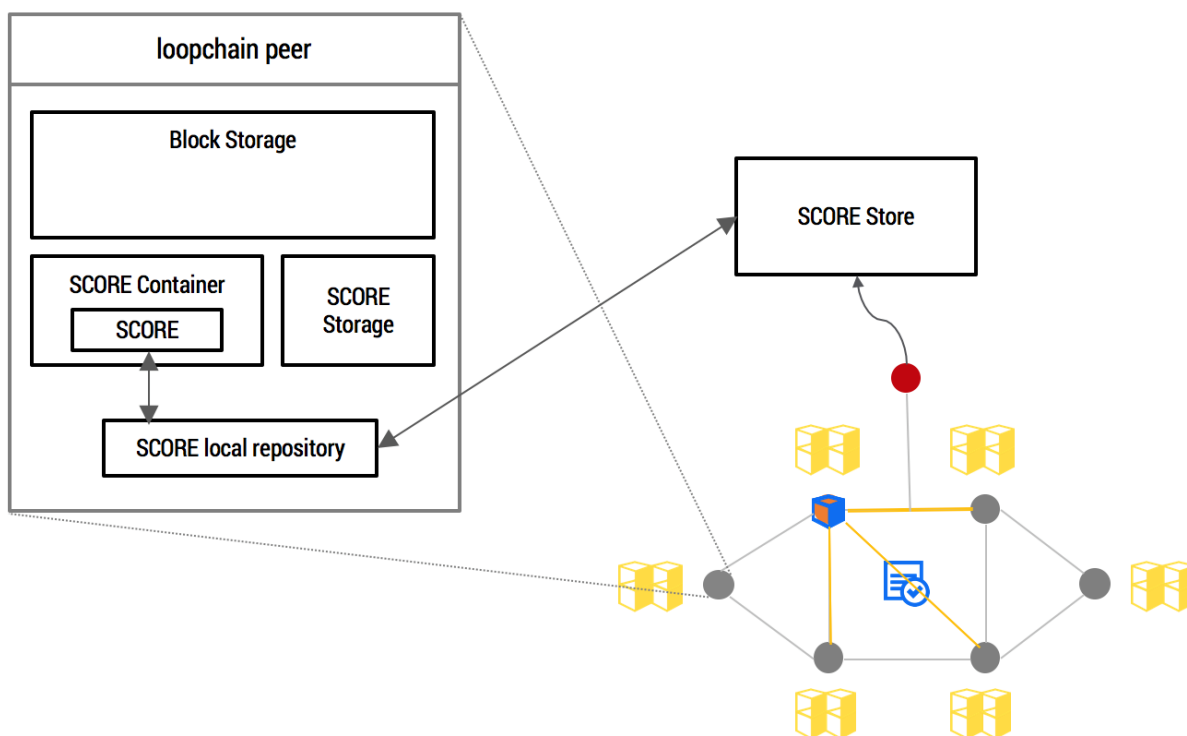 loopchain peer
Block Storage
SCORE Container
SCORE
SCORE
Storage
SCORE local repository
SCORE Store